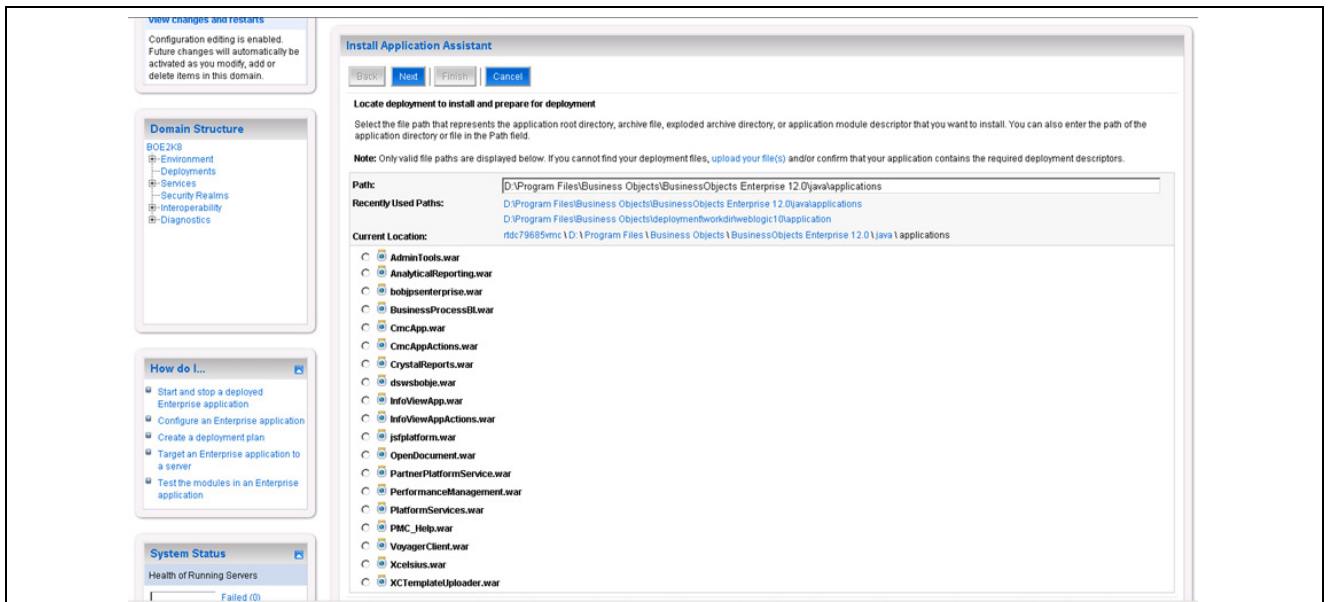 View changes and restarts
Configuration editing is enabled.
Future changes will automatically be
activated as you modify, add or
delete items in this domain.
Domain Structure
BOE2K8
Environment
Deployments
Services
Security Realms
Interoperability
Diagnostics
How do I...
Start and stop a deployed
Enterprise application
Configure an Enterprise application
Create a deployment plan
Target an Enterprise application to
a server
Test the modules in an Enterprise
application
System Status
Health of Running Servers
Failed (0)
Install Application Assistant
Back Next Finish Cancel
Locate deployment to install and prepare for deployment
Select the file path that represents the application root directory, archive file, exploded archive directory, or application module descriptor that you want to install. You can also enter the path of the
application directory or file in the Path field.
Note: Only valid file paths are displayed below. If you cannot find your deployment files, upload your file(s) and/or confirm that your application contains the required deployment descriptors.
Path: D:\Program Files\Business Objects\BusinessObjects Enterprise 12.0\java\applications
Recently Used Paths: D:\Program Files\Business Objects\BusinessObjects Enterprise 12.0\java\applications
D:\Program Files\Business Objects\deployment\workdir\weblogic10\application
Current Location: rtdc79685vmc \ D: \ Program Files \ Business Objects \ BusinessObjects Enterprise 12.0 \ java \ applications
AdminTools.war
AnalyticalReporting.war
bobjpsenterprise.war
BusinessProcessBI.war
CmcApp.war
CmcAppActions.war
CrystalReports.war
dswsbobje.war
InfoViewApp.war
InfoViewAppActions.war
jsfplatform.war
OpenDocument.war
PartnerPlatformService.war
PerformanceManagement.war
PlatformServices.war
PMC_Help.war
VoyagerClient.war
Xcelsius.war
XCTemplateUploader.war